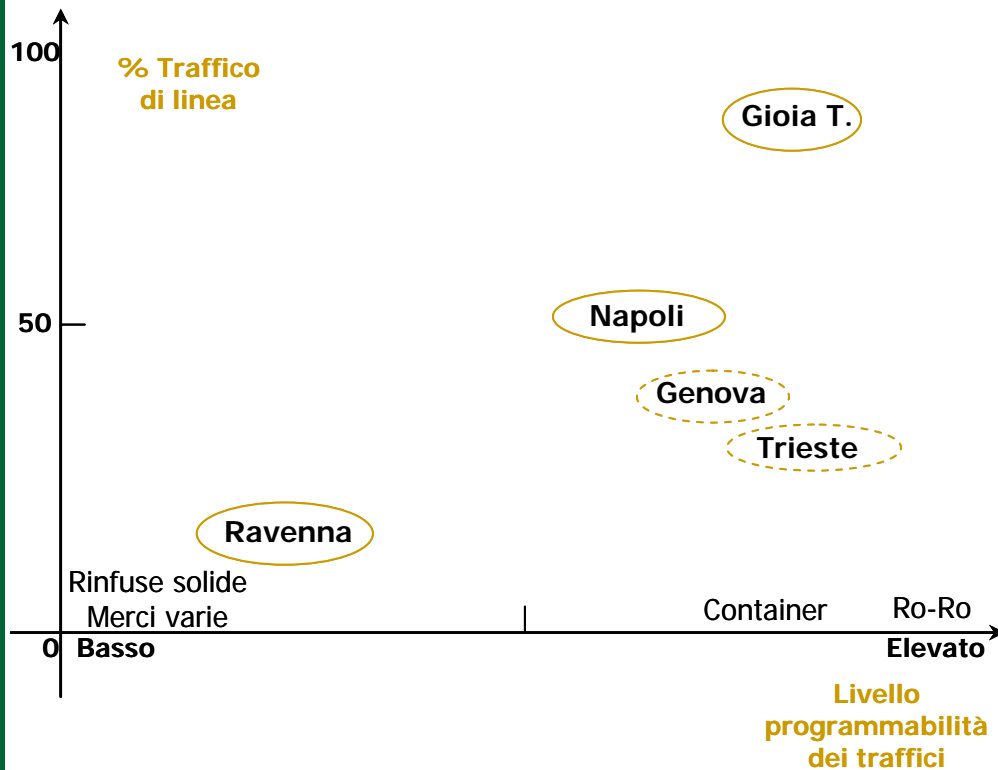 100
% Traffico
di linea
Gioia T.
50
Napoli
Genova
Trieste
Ravenna
Rinfuse solide
Merci varie
Container
Ro-Ro
0
Basso
Elevato
Livello
programmabilità
dei traffici